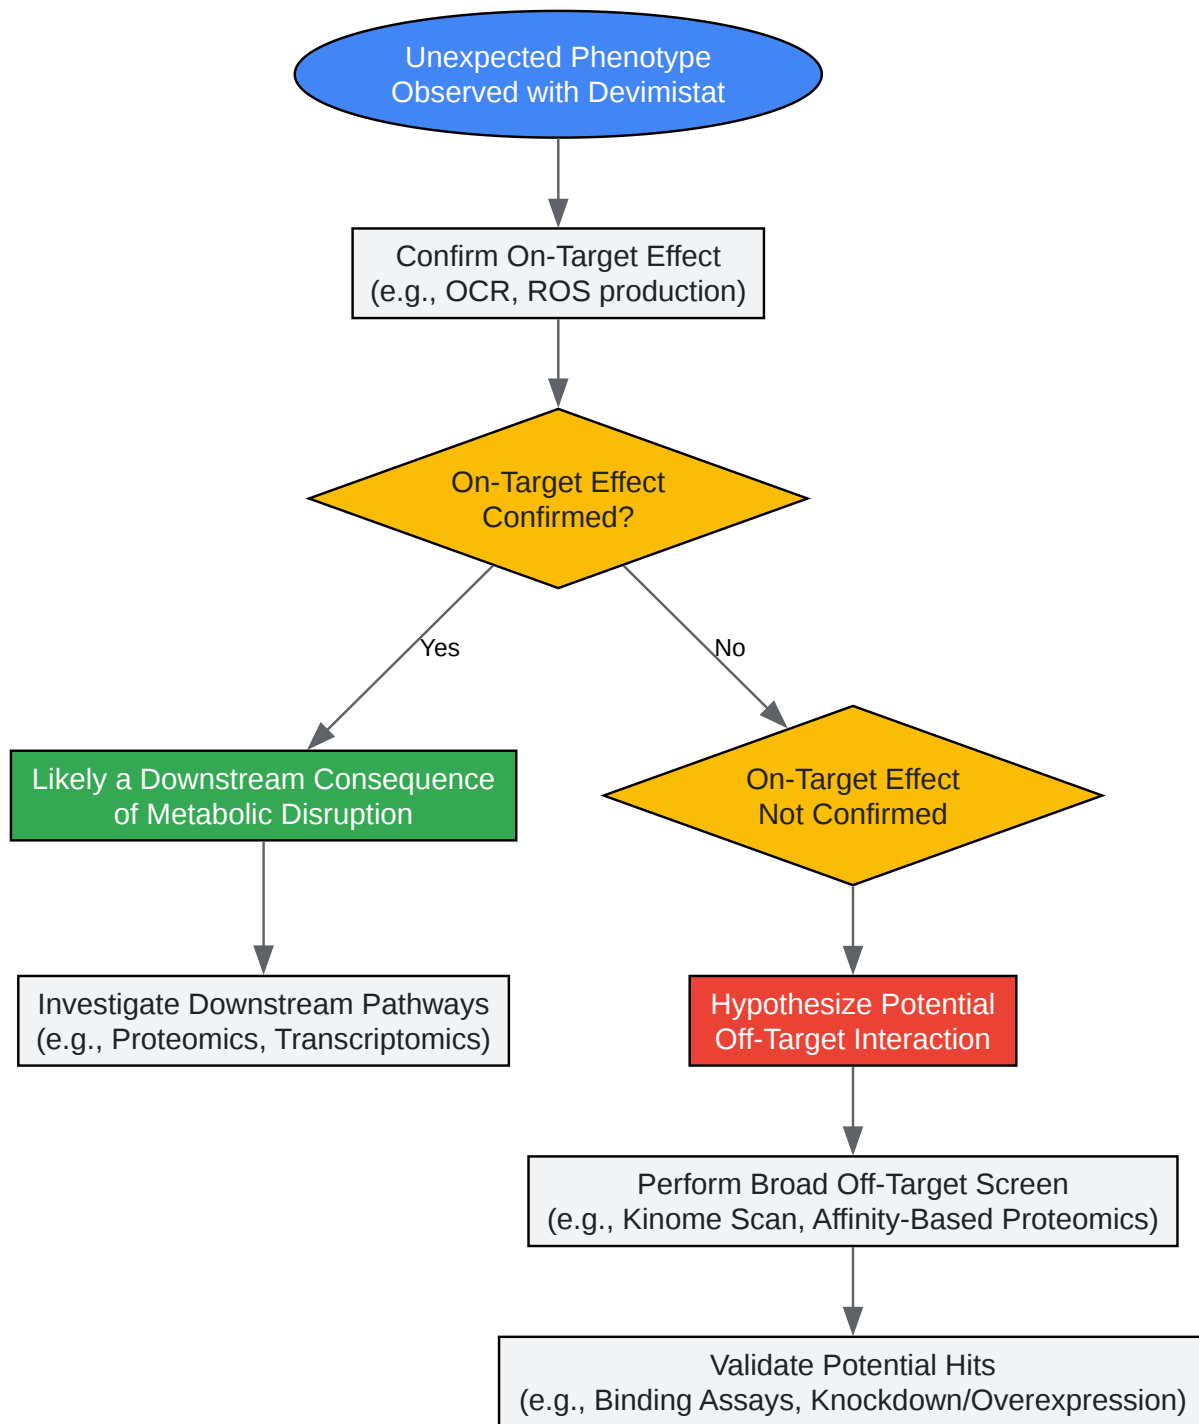 Unexpected Phenotype
Observed with Devimistat
Confirm On-Target Effect
(e.g., OCR, ROS production)
On-Target Effect
Confirmed?
Yes
No
Likely a Downstream Consequence
of Metabolic Disruption
On-Target Effect
Not Confirmed
Investigate Downstream Pathways
(e.g., Proteomics, Transcriptomics)
Hypothesize Potential
Off-Target Interaction
Perform Broad Off-Target Screen
(e.g., Kinome Scan, Affinity-Based Proteomics)
Validate Potential Hits
(e.g., Binding Assays, Knockdown/Overexpression)